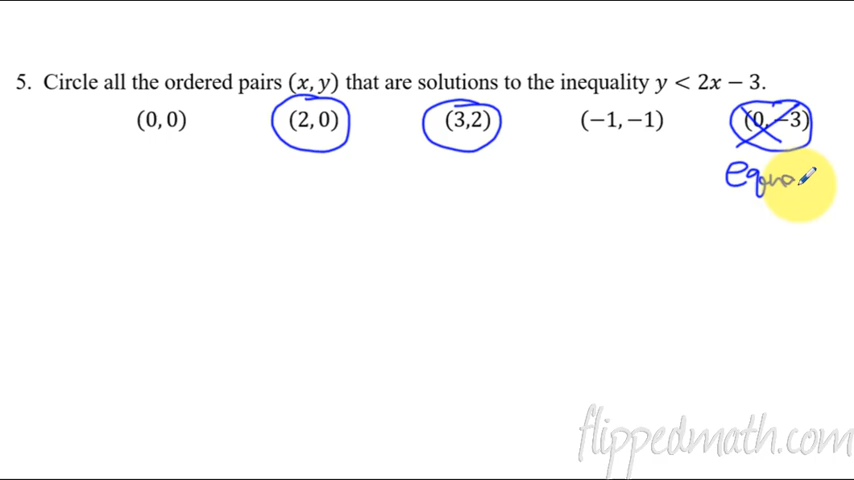 5. Circle all the ordered pairs (x, y) that are solutions to the inequality y < 2x − 3.
(0, 0) (2, 0) (3,2) (−1, −1) (0, −3)
equa
flippedmath.com